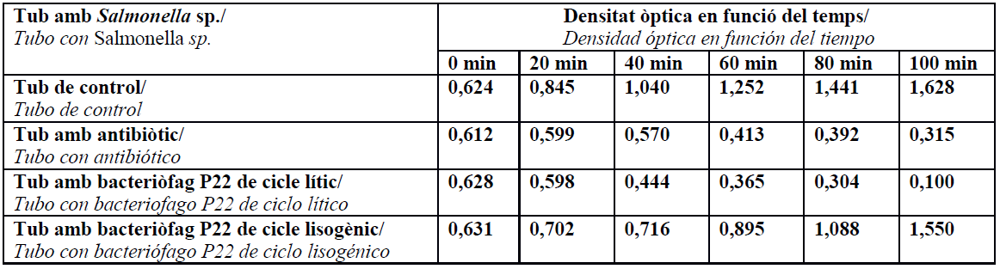 Tub amb Salmonella sp./
Tubo con Salmonella sp.
Densitat òptica en funció del temps/
Densidad óptica en función del tiempo
0 min 20 min 40 min 60 min 80 min 100 min
Tub de control/ 0,624 0,845 1,040 1,252 1,441 1,628
Tubo de control
Tub amb antibiòtic/ 0,612 0,599 0,570 0,413 0,392 0,315
Tubo con antibiótico
Tub amb bacteriòfag P22 de cicle lític/ 0,628 0,598 0,444 0,365 0,304 0,100
Tubo con bacteriofago P22 de ciclo lítico
Tub amb bacteriòfag P22 de cicle lisogènic/ 0,631 0,702 0,716 0,895 1,088 1,550
Tubo con bacteriófago P22 de ciclo lisogénico